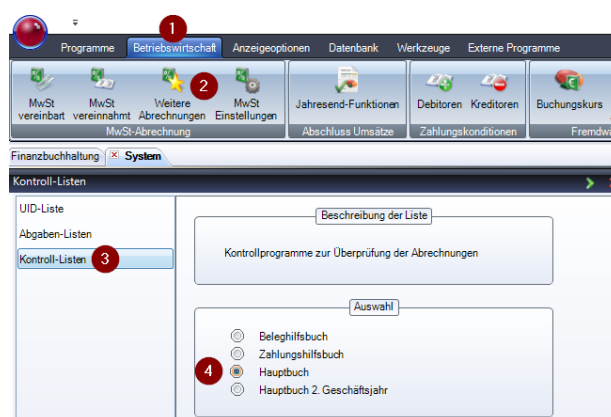 1
Programme Betriebswirtschaft Anzeigeoptionen Datenbank Werkzeuge Externe Programme
2
MwSt vereinbart
MwSt vereinnahmt
Weitere Abrechnungen
MwSt Einstellungen
Jahresend-Funktionen
Debitoren
Kreditoren
Buchungskurs
MwSt-Abrechnung
Abschluss Umsätze
Zahlungskonditionen
Fremdwä
Finanzbuchhaltung
System
Kontroll-Listen
UID-Liste
Abgaben-Listen
Kontroll-Listen 3
Beschreibung der Liste
Kontrollprogramme zur Überprüfung der Abrechnungen
Auswahl
Beleghilfsbuch
Zahlungshilfsbuch
4 Hauptbuch
Hauptbuch 2. Geschäftsjahr